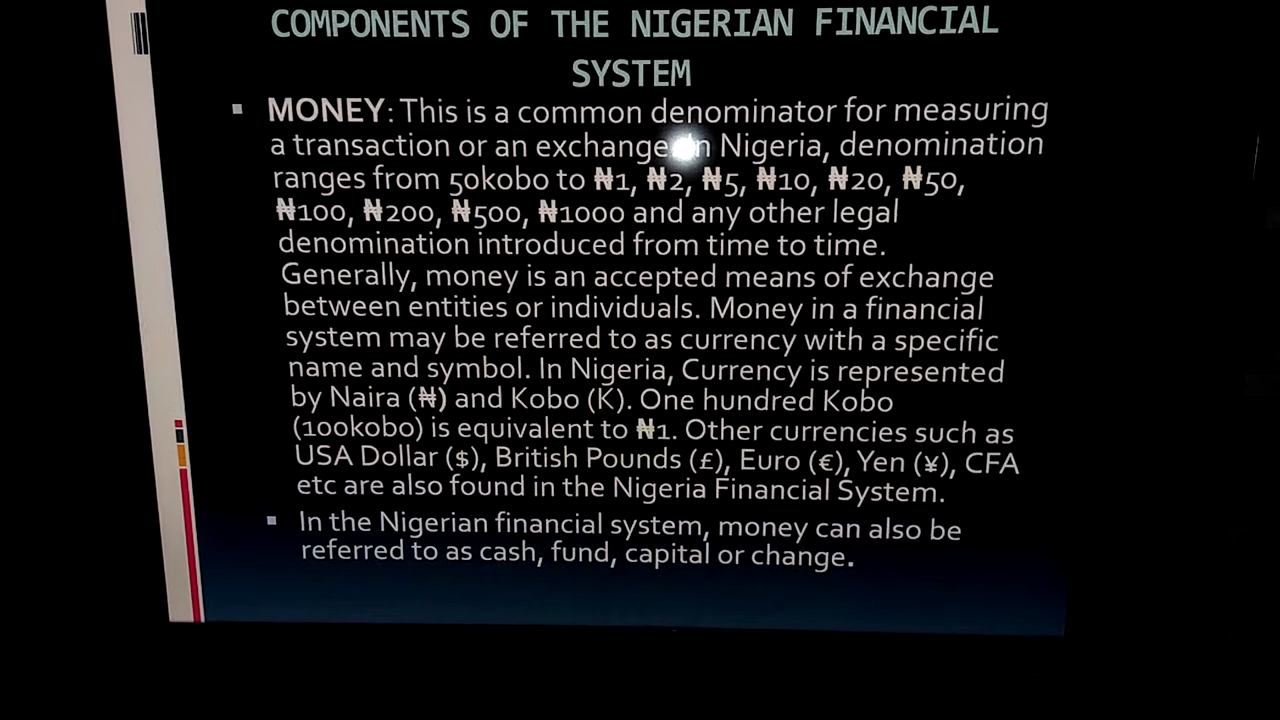 COMPONENTS OF THE NIGERIAN FINANCIAL
SYSTEM
▪ MONEY: This is a common denominator for measuring
a transaction or an exchange Nigeria, denomination
ranges from 50kobo to ₦1, ₦2, ₦5, ₦10, ₦20, ₦50,
₦100, ₦200, ₦500, ₦1000 and any other legal
denomination introduced from time to time.
Generally, money is an accepted means of exchange
between entities or individuals. Money in a financial
system may be referred to as currency with a specific
name and symbol. In Nigeria, Currency is represented
by Naira (₦) and Kobo (K). One hundred Kobo
(100kobo) is equivalent to ₦1. Other currencies such as
USA Dollar ($), British Pounds (£), Euro (€), Yen (¥), CFA
etc are also found in the Nigeria Financial System.
▪ In the Nigerian financial system, money can also be
referred to as cash, fund, capital or change.